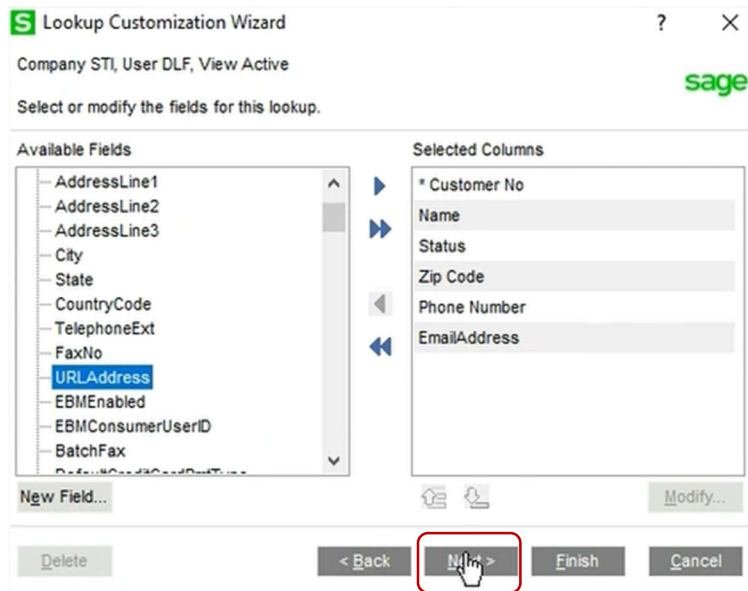 S Lookup Customization Wizard ? ×
Company STI, User DLF, View Active
sage
Select or modify the fields for this lookup.
Available Fields
AddressLine1
AddressLine2
AddressLine3
City
State
CountryCode
TelephoneExt
FaxNo
URLAddress
EBMEnabled
EBMConsumerUserID
BatchFax
New Field...
Selected Columns
* Customer No
Name
Status
Zip Code
Phone Number
EmailAddress
Modify...
Delete
< Back
Next >
Finish
Cancel